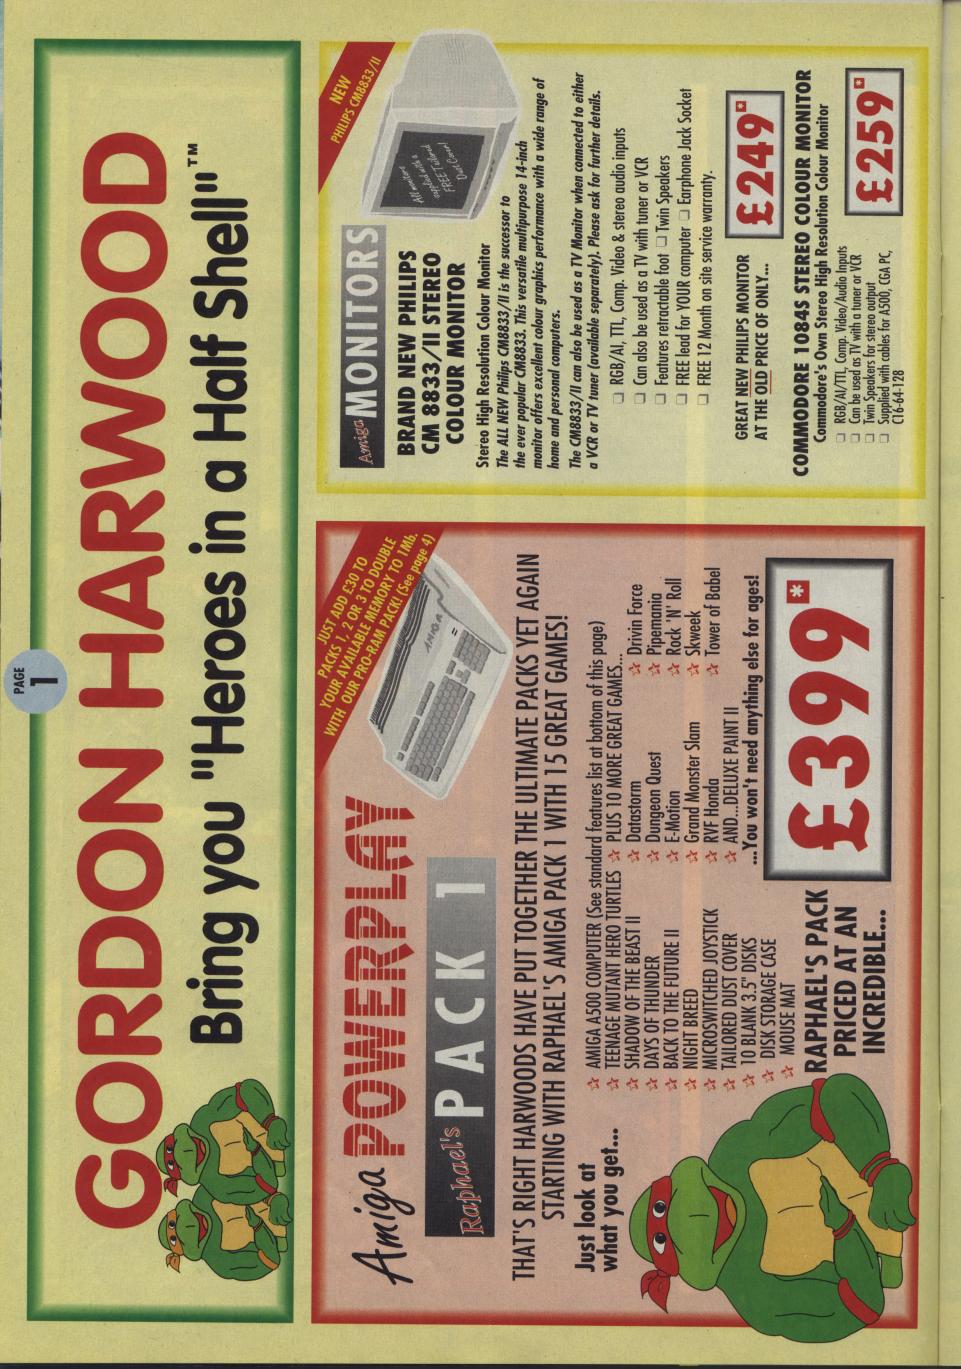 PAGE
1
GORDON HARWOOD
Bring you "Heroes in a Half Shell"™
JUST ADD £30 TO
PACKS 1, 2 OR 3 TO DOUBLE
YOUR AVAILABLE MEMORY TO 1Mb.
WITH OUR PRO-RAM PACK! (See page 4)
AMIGA
Amiga POWERPLAY
Raphael's PACK 1
THAT'S RIGHT HARWOODS HAVE PUT TOGETHER THE ULTIMATE PACKS YET AGAIN
STARTING WITH RAPHAEL'S AMIGA PACK 1 WITH 15 GREAT GAMES!
Just look at
what you get...
☆ AMIGA A500 COMPUTER (See standard features list at bottom of this page)
☆ TEENAGE MUTANT HERO TURTLES
☆ SHADOW OF THE BEAST II
☆ DAYS OF THUNDER
☆ BACK TO THE FUTURE II
☆ NIGHT BREED
☆ MICROSWITCHED JOYSTICK
☆ TAILORED DUST COVER
☆ 10 BLANK 3.5" DISKS
☆ DISK STORAGE CASE
☆ MOUSE MAT
☆ PLUS 10 MORE GREAT GAMES...
☆ Datastorm
☆ Dungeon Quest
☆ E-Motion
☆ Grand Monster Slam
☆ RVF Honda
☆ AND...DELUXE PAINT II
☆ Drivin Force
☆ Pipemania
☆ Rock 'N' Roll
☆ Skweek
☆ Tower of Babel
...You won't need anything else for ages!
RAPHAEL'S PACK
PRICED AT AN
INCREDIBLE...
£399*
NEW
PHILIPS CM8833/II
All monitors
supplied with a
FREE Tailored
Dust Cover!
Amiga MONITORS
BRAND NEW PHILIPS
CM 8833/II STEREO
COLOUR MONITOR
Stereo High Resolution Colour Monitor
The ALL NEW Philips CM8833/II is the successor to
the ever popular CM8833. This versatile multipurpose 14-inch
monitor offers excellent colour graphics performance with a wide range of
home and personal computers.
The CM8833/II can also be used as a TV Monitor when connected to either
a VCR or TV tuner (available separately). Please ask for further details.
❑ RGB/AI, TTL, Comp. Video & stereo audio inputs
❑ Can also be used as a TV with tuner or VCR
❑ Features retractable foot ❑ Twin Speakers
❑ FREE lead for YOUR computer ❑ Earphone Jack Socket
❑ FREE 12 Month on site service warranty.
GREAT NEW PHILIPS MONITOR
AT THE OLD PRICE OF ONLY...
£249*
COMMODORE 1084S STEREO COLOUR MONITOR
Commodore's Own Stereo High Resolution Colour Monitor
❑ RGB/AI/TTL, Comp. Video/Audio Inputs
❑ Can be used as TV with a tuner or VCR
❑ Twin Speakers for stereo output
❑ Supplied with cables for A500, CGA PC,
C16-64-128
£259*